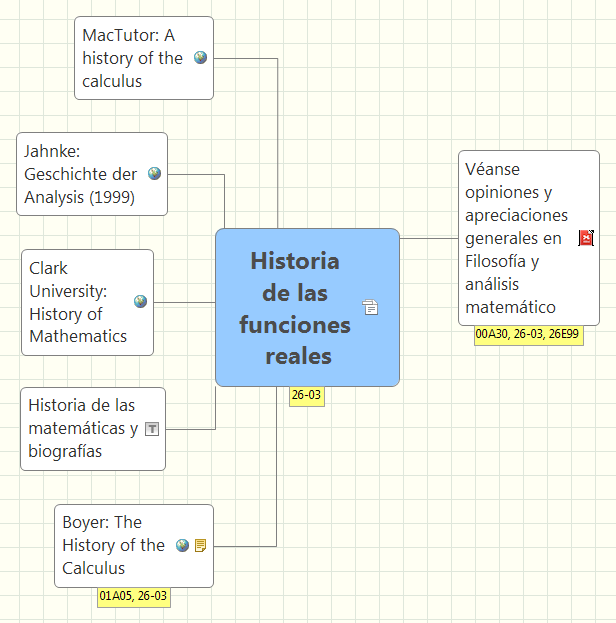 MacTutor: A
history of the
calculus
Jahnke:
Geschichte der
Analysis (1999)
Clark
University:
History of
Mathematics
Historia de las
matemáticas y
biografías
Boyer: The
History of the
Calculus
01A05, 26-03
Historia
de las
funciones
reales
26-03
Véanse
opiniones y
apreciaciones
generales en
Filosofía y
análisis
matemático
00A30, 26-03, 26E99